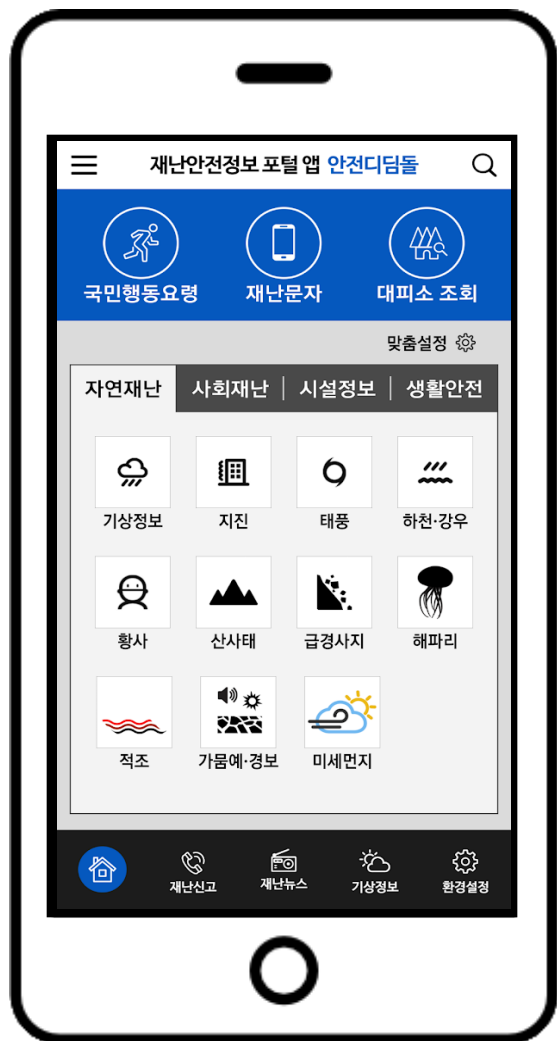 재난안전정보 포털 앱 안전디딤돌
국민행동요령 재난문자 대피소 조회
맞춤설정
자연재난 사회재난 시설정보 생활안전
기상정보 지진 태풍 하천·강우
황사 산사태 급경사지 해파리
적조 가뭄예·경보 미세먼지
재난신고 재난뉴스 기상정보 환경설정